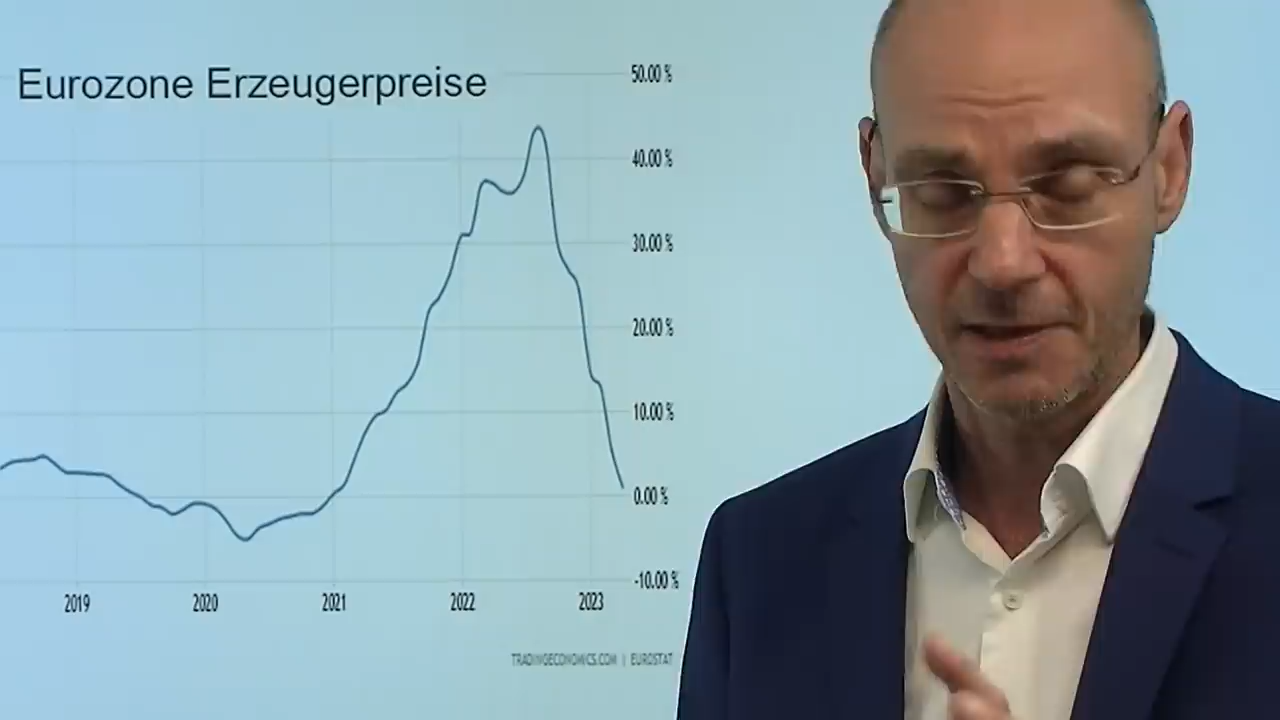 Eurozone Erzeugerpreise
50.00 %
40.00 %
30.00 %
20.00 %
10.00 %
0.00 %
-10.00 %
2019 2020 2021 2022 2023
TRADINGECONOMICS.COM | EUROSTAT